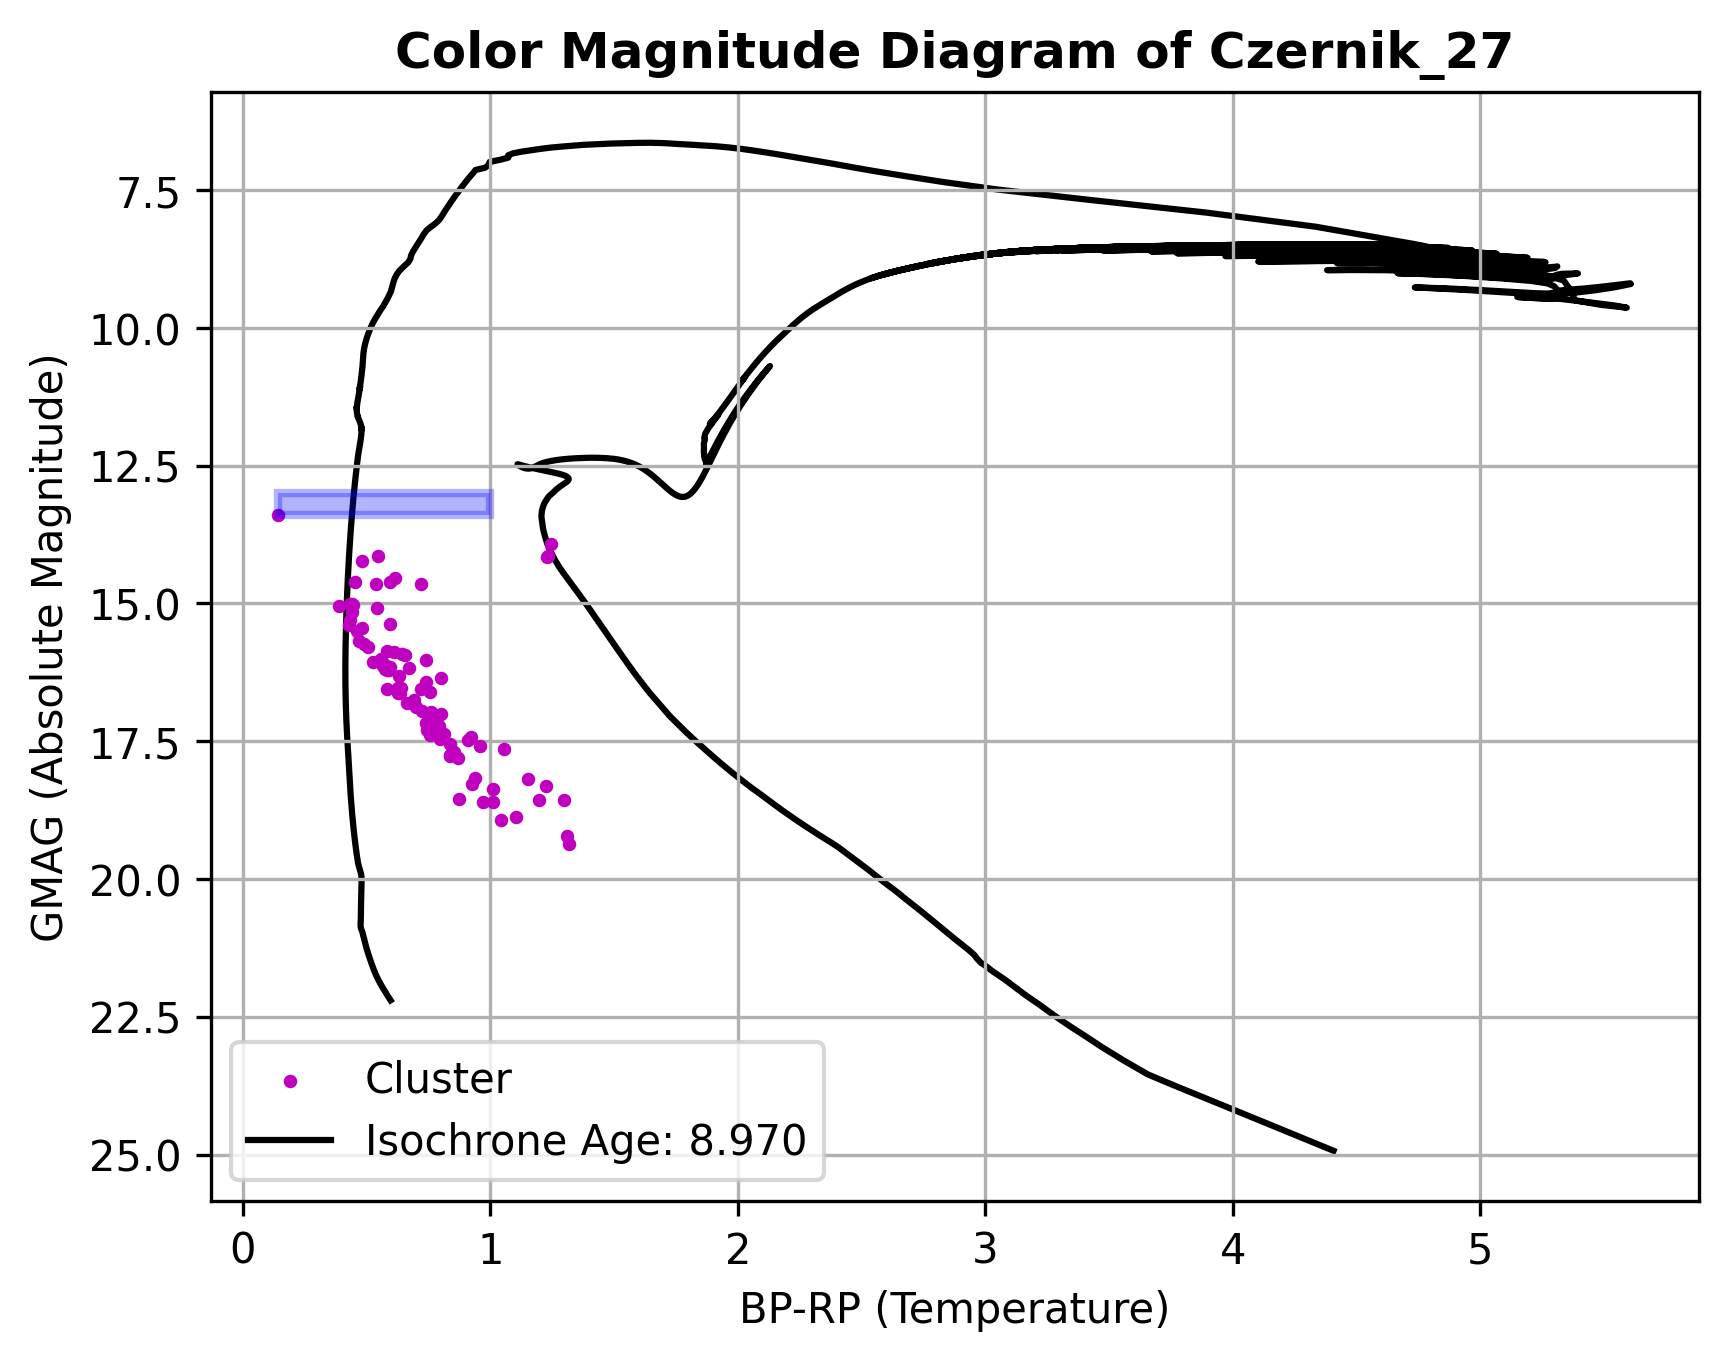 Color Magnitude Diagram of Czernik_27
GMAG (Absolute Magnitude)
7.5
10.0
12.5
15.0
17.5
20.0
22.5
25.0
Cluster
Isochrone Age: 8.970
0 1 2 3 4 5
BP-RP (Temperature)